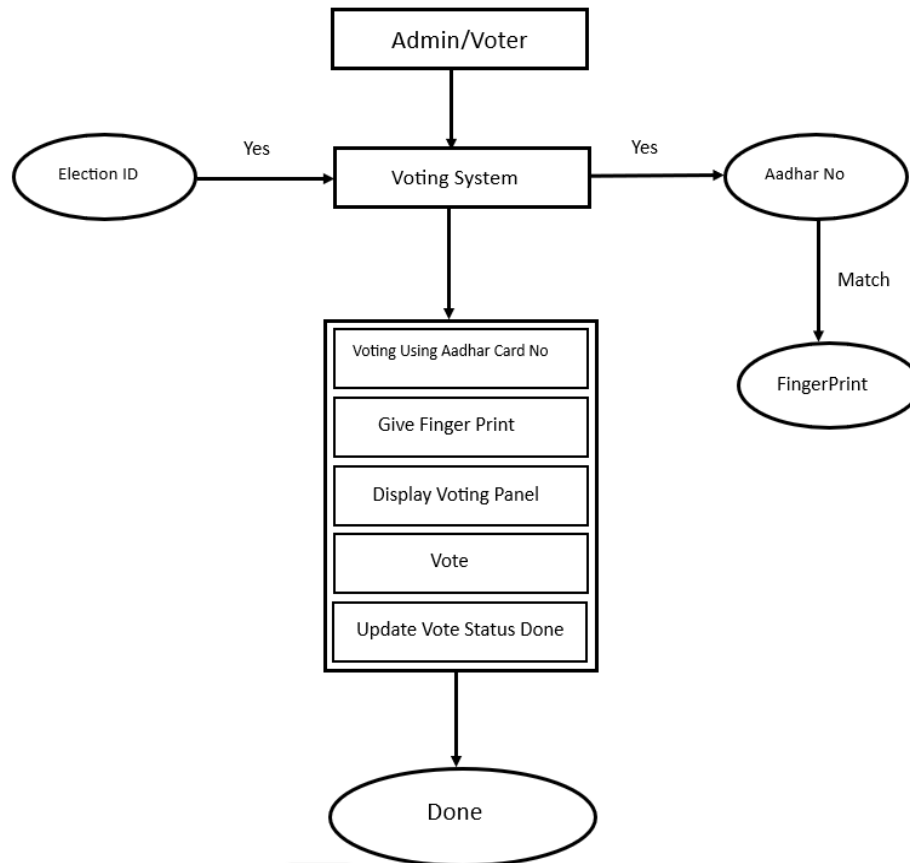 Admin/Voter
Yes
Yes
Election ID
Voting System
Aadhar No
Match
Voting Using Aadhar Card No
FingerPrint
Give Finger Print
Display Voting Panel
Vote
Update Vote Status Done
Done